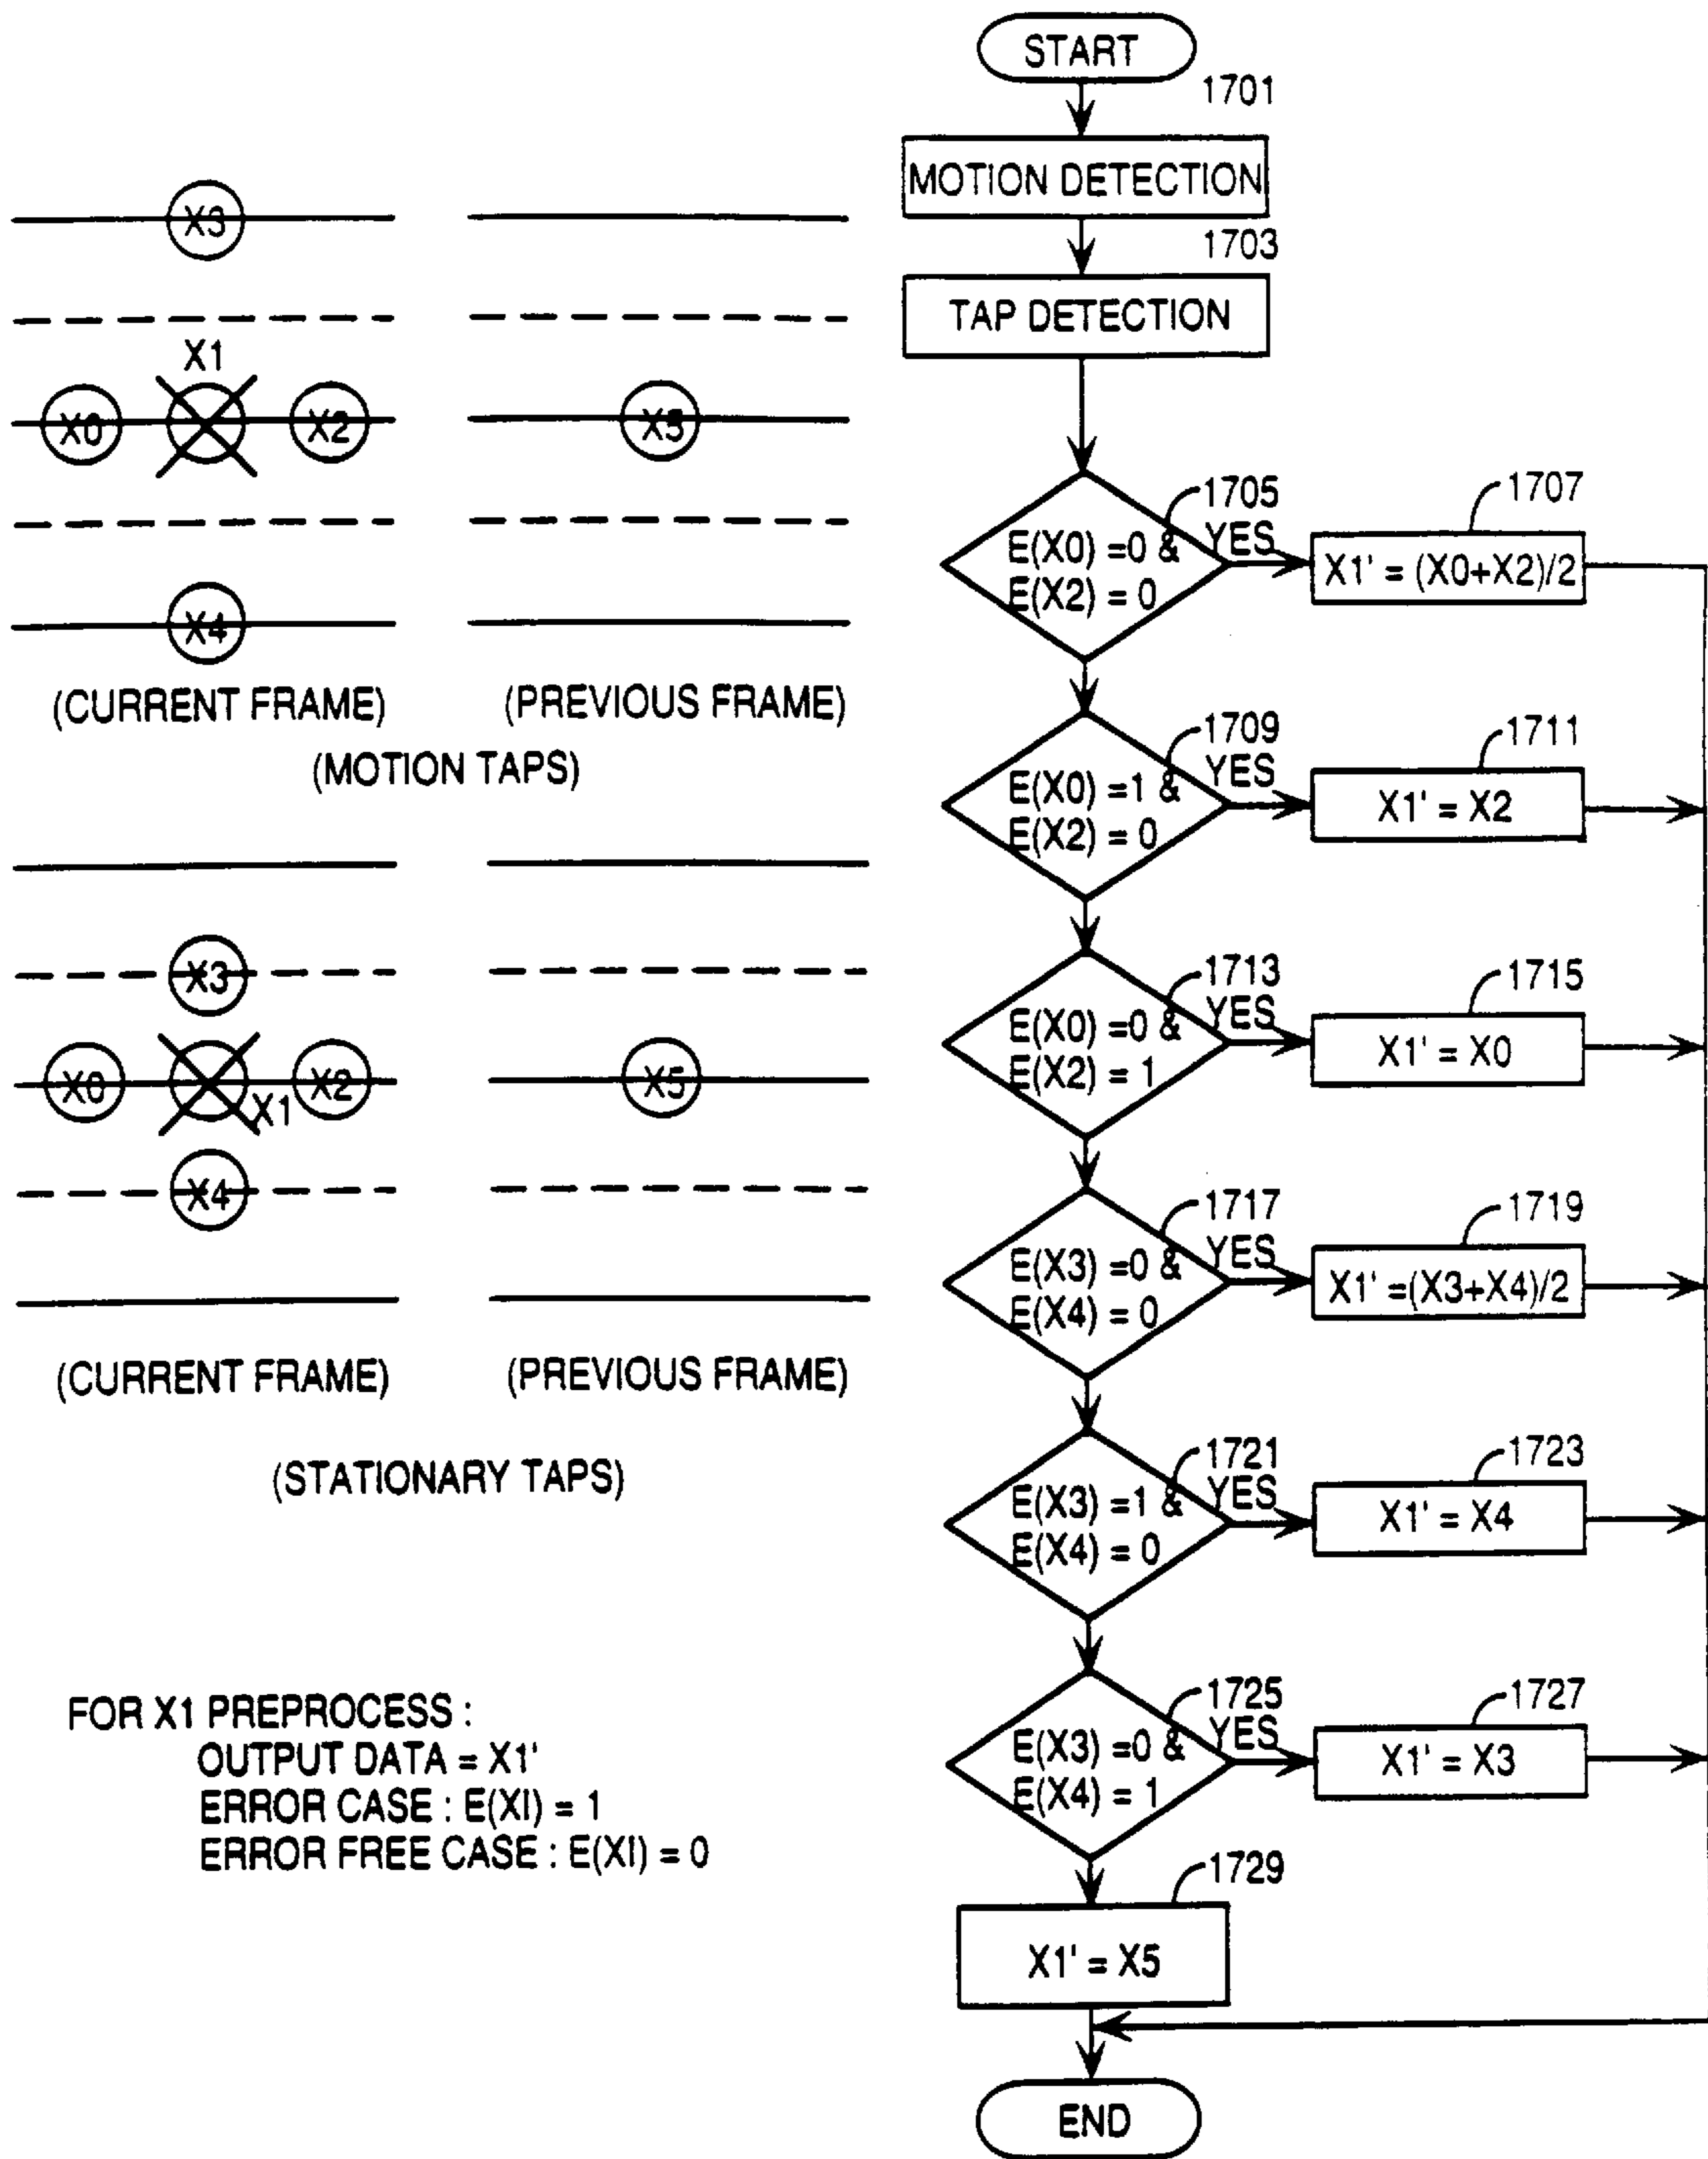 X3
X1
X0
X2
X5
X4
(CURRENT FRAME)
(PREVIOUS FRAME)
(MOTION TAPS)
X3
X0
X1
X2
X5
X4
(CURRENT FRAME)
(PREVIOUS FRAME)
(STATIONARY TAPS)
FOR X1 PREPROCESS :
OUTPUT DATA = X1'
ERROR CASE : E(XI) = 1
ERROR FREE CASE : E(XI) = 0
START
1701
MOTION DETECTION
1703
TAP DETECTION
1705
E(X0) =0 &
E(X2) = 0
YES
1707
X1' = (X0+X2)/2
1709
E(X0) =1 &
E(X2) = 0
YES
1711
X1' = X2
1713
E(X0) =0 &
E(X2) = 1
YES
1715
X1' = X0
1717
E(X3) =0 &
E(X4) = 0
YES
1719
X1' =(X3+X4)/2
1721
E(X3) =1 &
E(X4) = 0
YES
1723
X1' = X4
1725
E(X3) =0 &
E(X4) = 1
YES
1727
X1' = X3
1729
X1' = X5
END